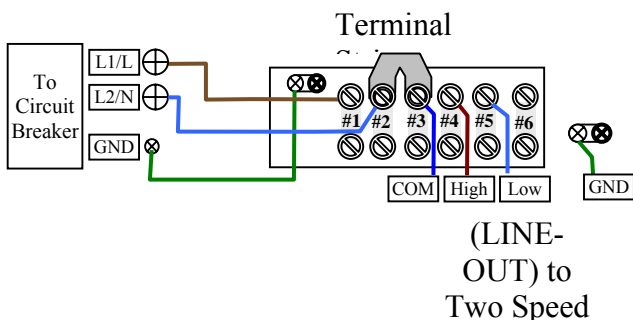 Terminal
L1/L
To
Circuit
Breaker
L2/N
GND
#1 #2 #3 #4 #5 #6
COM High Low GND
(LINE-
OUT) to
Two Speed